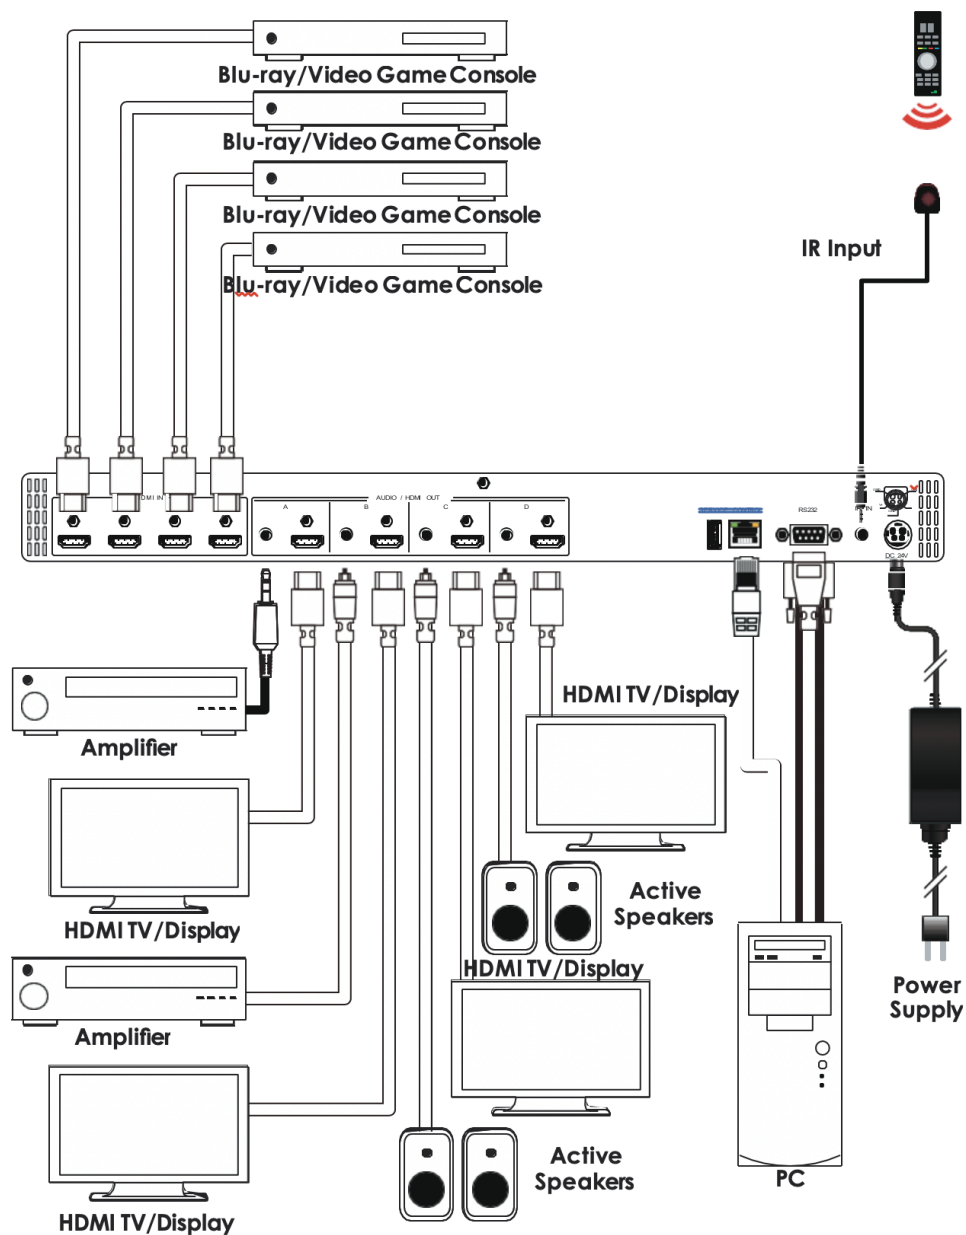 Blu-ray/Video Game Console
Blu-ray/Video Game Console
Blu-ray/Video Game Console
Blu-ray/Video Game Console
IR Input
DMI IN
AUDIO / HDMI OUT
A B C D
RS232
IN
DC 24V
HDMI TV/Display
Amplifier
HDMI TV/Display
Active
Speakers
HDMI TV/Display
Power
Supply
Amplifier
Active
Speakers
PC
HDMI TV/Display